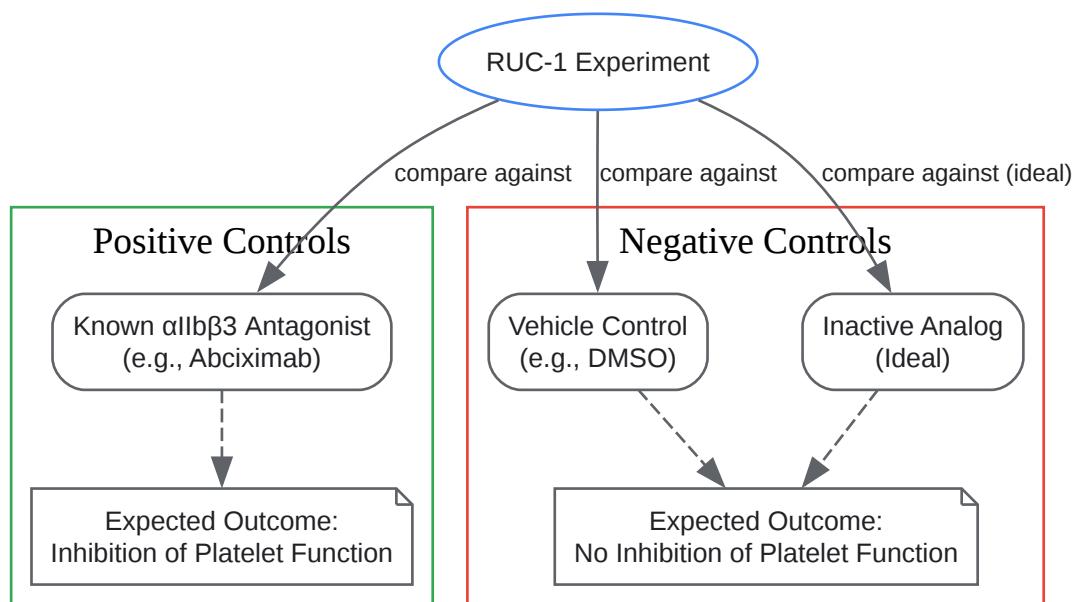 RUC-1 Experiment
compare against
compare against
compare against (ideal)
Positive Controls
Negative Controls
Known αIIbβ3 Antagonist
(e.g., Abciximab)
Vehicle Control
(e.g., DMSO)
Inactive Analog
(Ideal)
Expected Outcome:
Inhibition of Platelet Function
Expected Outcome:
No Inhibition of Platelet Function